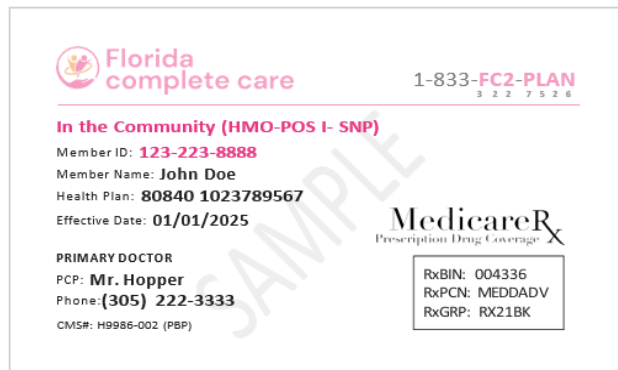 Florida
complete care
1-833-FC2-PLAN
3 2 2 7 5 2 6
In the Community (HMO-POS I- SNP)
Member ID: 123-223-8888
Member Name: John Doe
Health Plan: 80840 1023789567
Effective Date: 01/01/2025
MedicareRx
Prescription Drug Coverage
PRIMARY DOCTOR
PCP: Mr. Hopper
Phone:(305) 222-3333
CMS#: H9986-002 (PBP)
RxBIN: 004336
RxPCN: MEDDADV
RxGRP: RX21BK
SAMPLE